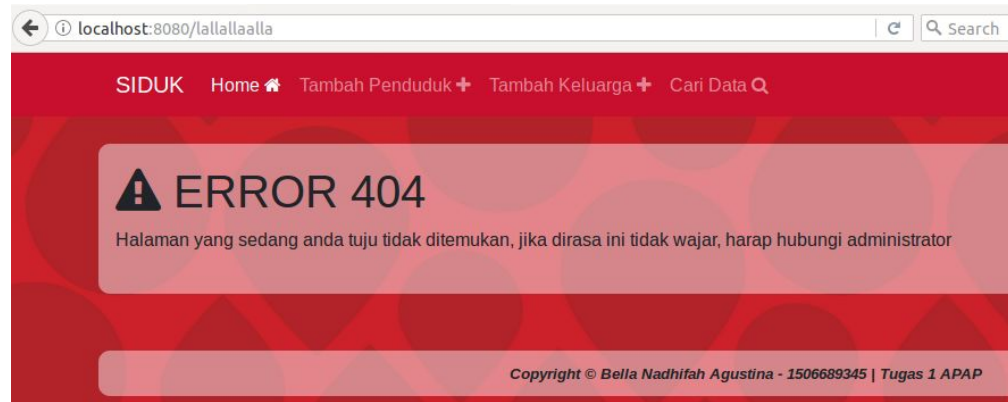 localhost:8080/lallallaalla
Search
SIDUK Home Tambah Penduduk + Tambah Keluarga + Cari Data
ERROR 404
Halaman yang sedang anda tuju tidak ditemukan, jika dirasa ini tidak wajar, harap hubungi administrator
Copyright © Bella Nadhifah Agustina - 1506689345 | Tugas 1 APAP